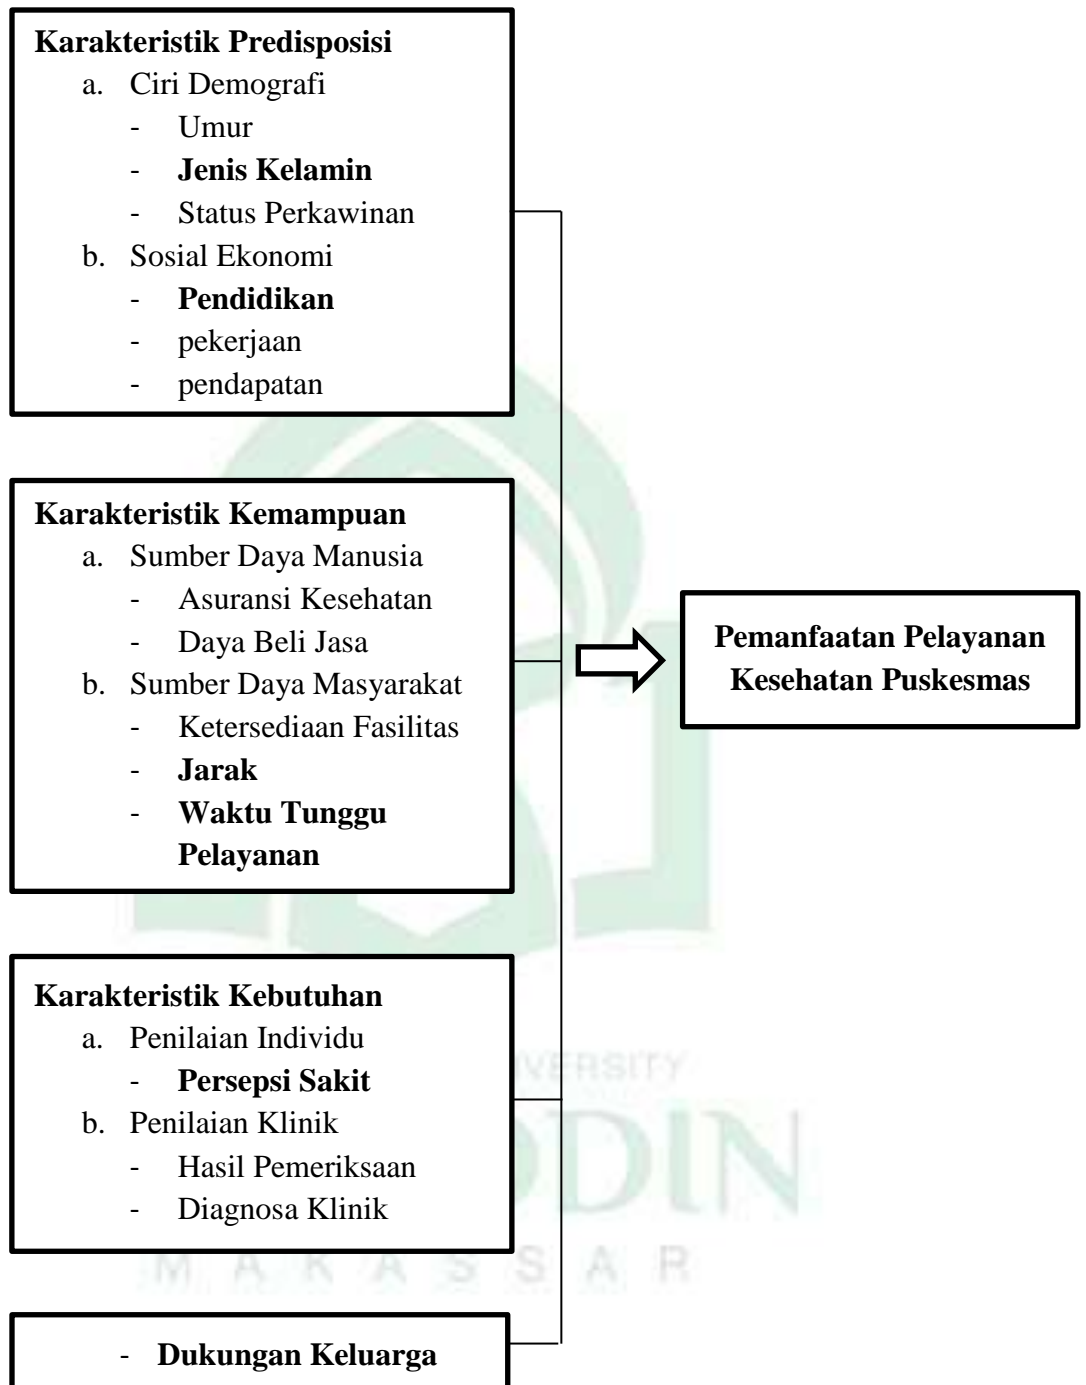 Karakteristik Predisposisi
a. Ciri Demografi
- Umur
- Jenis Kelamin
- Status Perkawinan
b. Sosial Ekonomi
- Pendidikan
- pekerjaan
- pendapatan
Karakteristik Kemampuan
a. Sumber Daya Manusia
- Asuransi Kesehatan
- Daya Beli Jasa
b. Sumber Daya Masyarakat
- Ketersediaan Fasilitas
- Jarak
- Waktu Tunggu
Pelayanan
Pemanfaatan Pelayanan
Kesehatan Puskesmas
Karakteristik Kebutuhan
a. Penilaian Individu
- Persepsi Sakit
b. Penilaian Klinik
- Hasil Pemeriksaan
- Diagnosa Klinik
- Dukungan Keluarga
VERSITY
DDIN
MAKASSAR